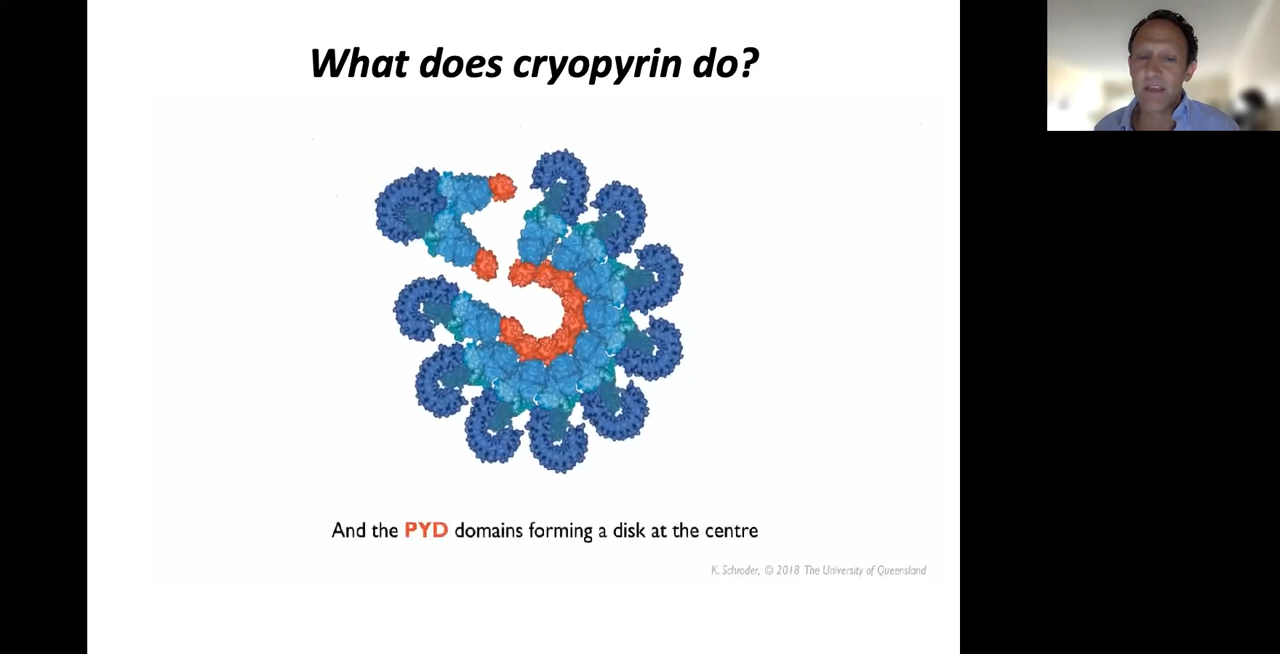 What does cryopyrin do?
And the PYD domains forming a disk at the centre
K. Schroder, © 2018 The University of Queensland